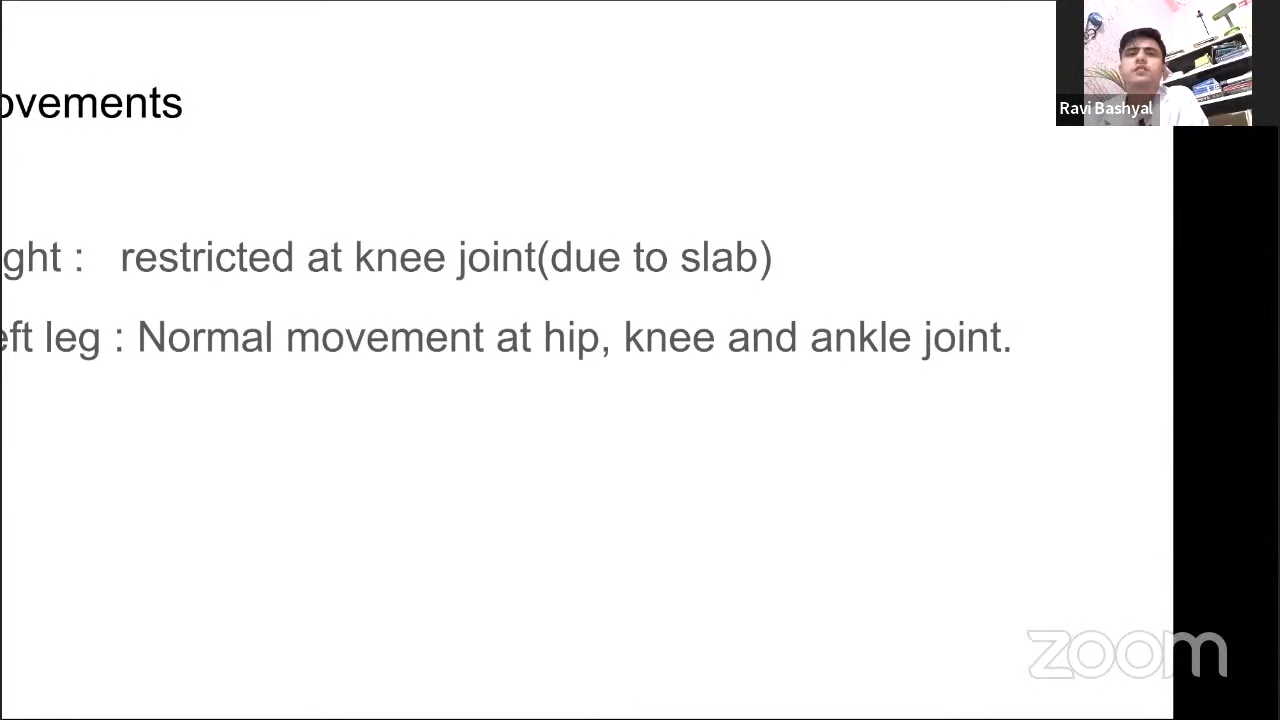 ovements
Ravi Bashyal
ght : restricted at knee joint(due to slab)
eft leg : Normal movement at hip, knee and ankle joint.
zoom